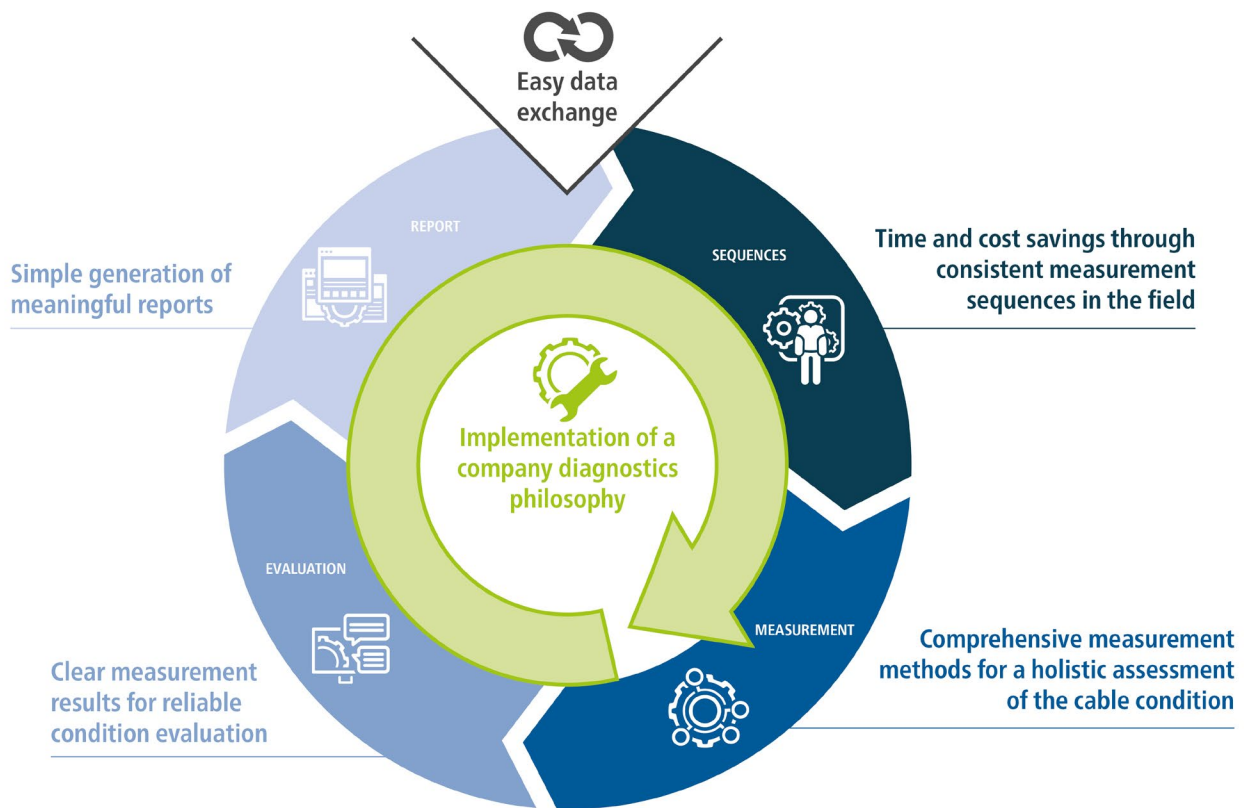 Easy data
exchange
REPORT
SEQUENCES
Time and cost savings through
consistent measurement
sequences in the field
Simple generation of
meaningful reports
Implementation of a
company diagnostics
philosophy
EVALUATION
MEASUREMENT
Comprehensive measurement
methods for a holistic assessment
of the cable condition
Clear measurement
results for reliable
condition evaluation